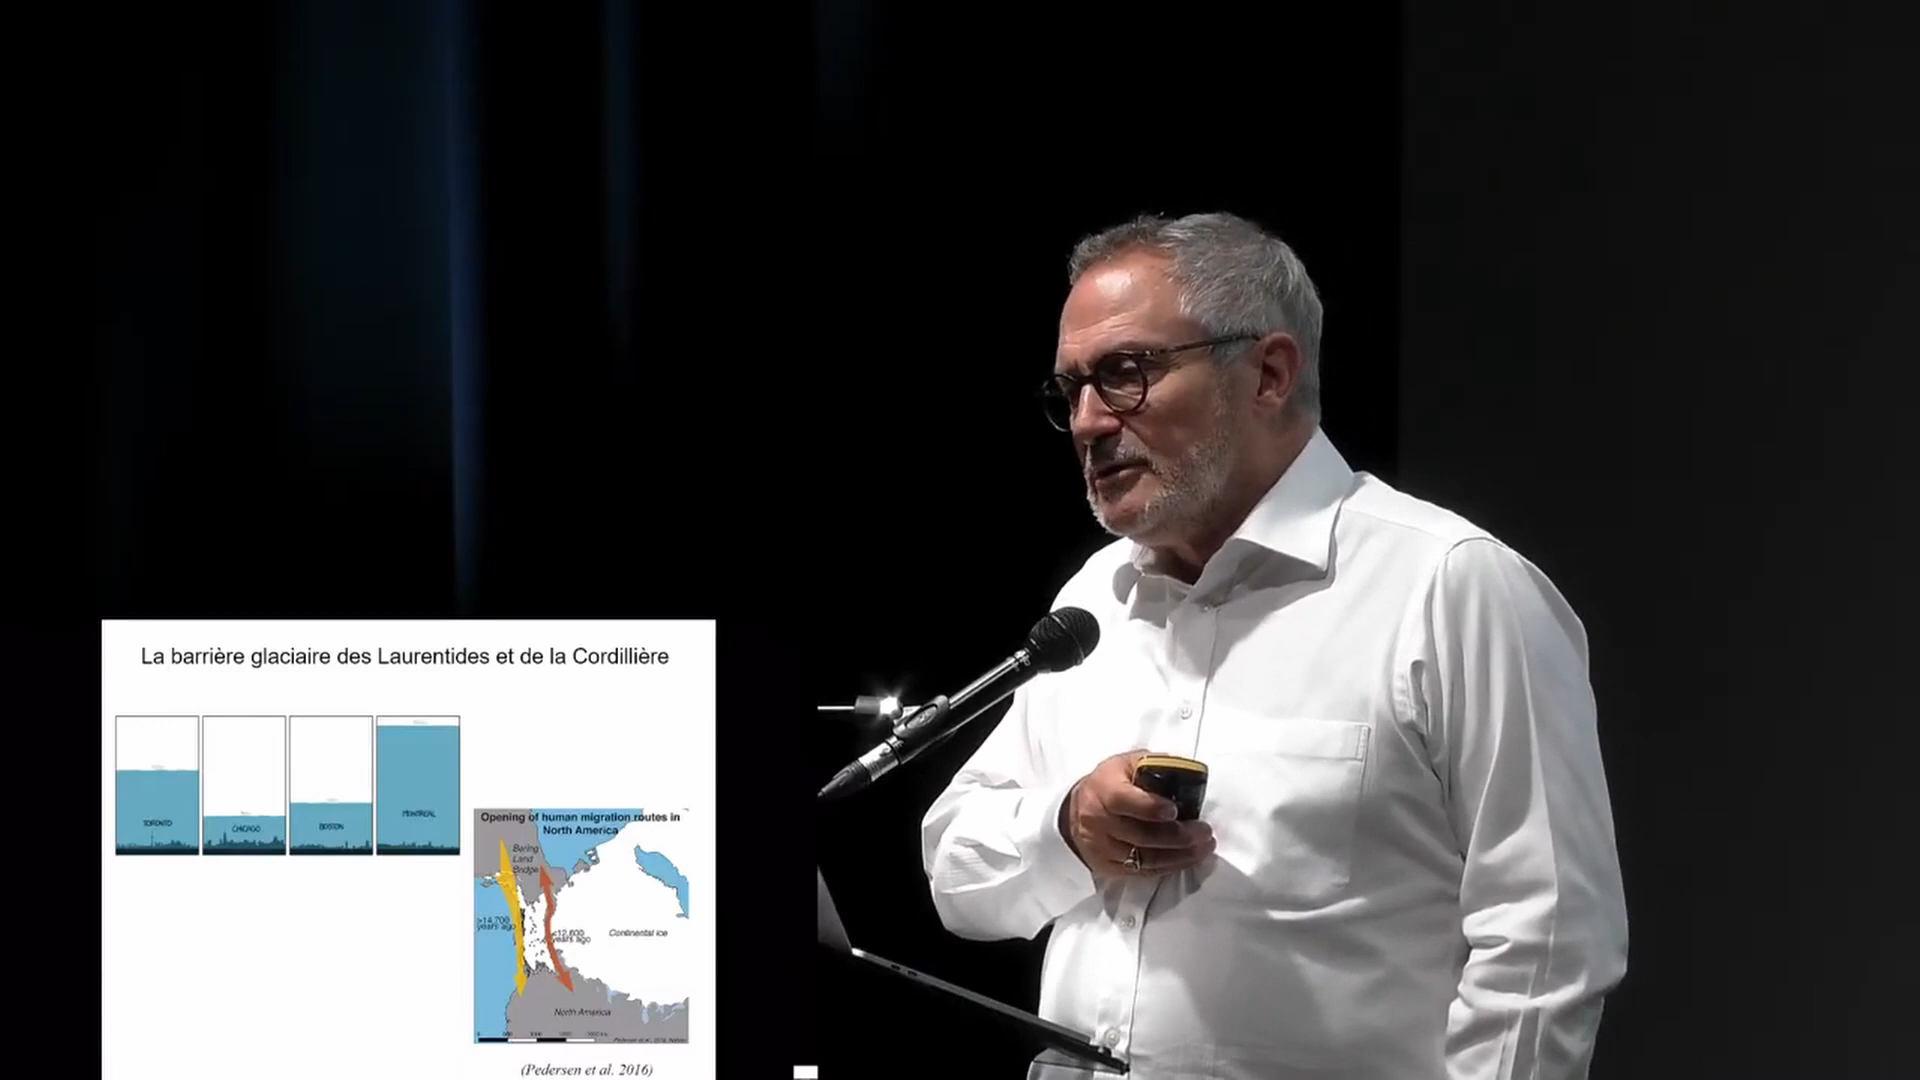 La barrière glaciaire des Laurentides et de la Cordillière
TORONTO
CHICAGO
BOSTON
MONTREAL
Opening of human migration routes in
North America
Bering
Land
Bridge
>14,700
years ago
<12,600
years ago
Continental ice
North America
(Pedersen et al. 2016)